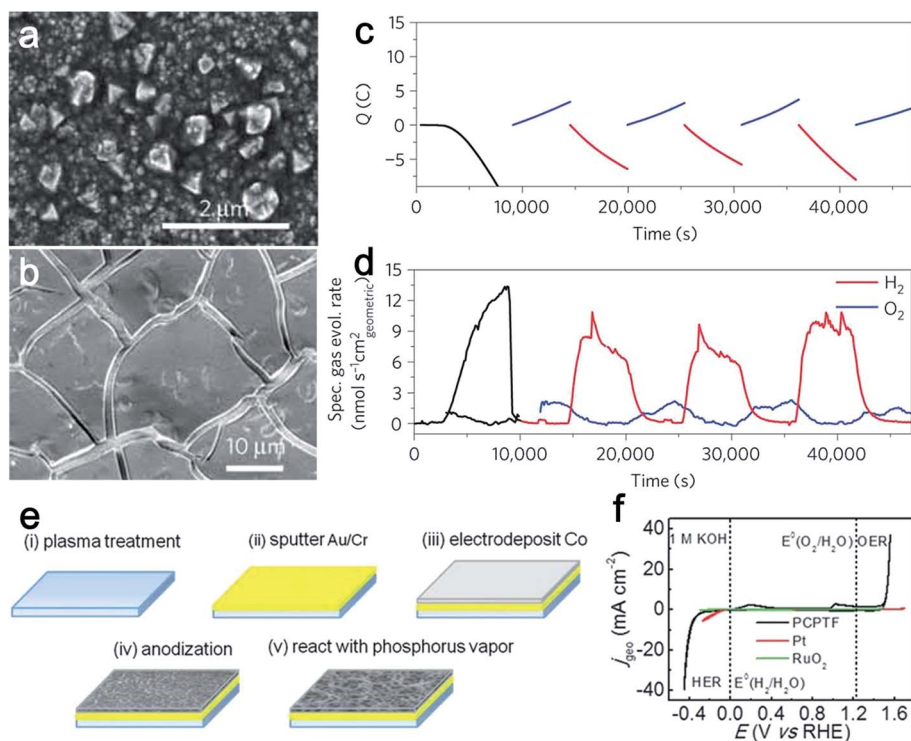 a
2 μm
b
10 μm
c
Q (C)
15
10
5
0
−5
0
10,000
20,000
30,000
40,000
Time (s)
d
Spec. gas evol. rate
(nmol s⁻¹cm²geometric)
15
12
9
6
3
0
H₂
O₂
0
10,000
20,000
30,000
40,000
Time (s)
e
(i) plasma treatment
(ii) sputter Au/Cr
(iii) electrodeposit Co
(iv) anodization
(v) react with phosphorus vapor
f
jgeo (mA cm⁻²)
40
20
0
-20
-40
1 M KOH
E⁰(O₂/H₂O) OER
PCPTF
Pt
RuO₂
HER
E⁰(H₂/H₂O)
-0.4
0.0
0.4
0.8
1.2
1.6
E (V vs RHE)